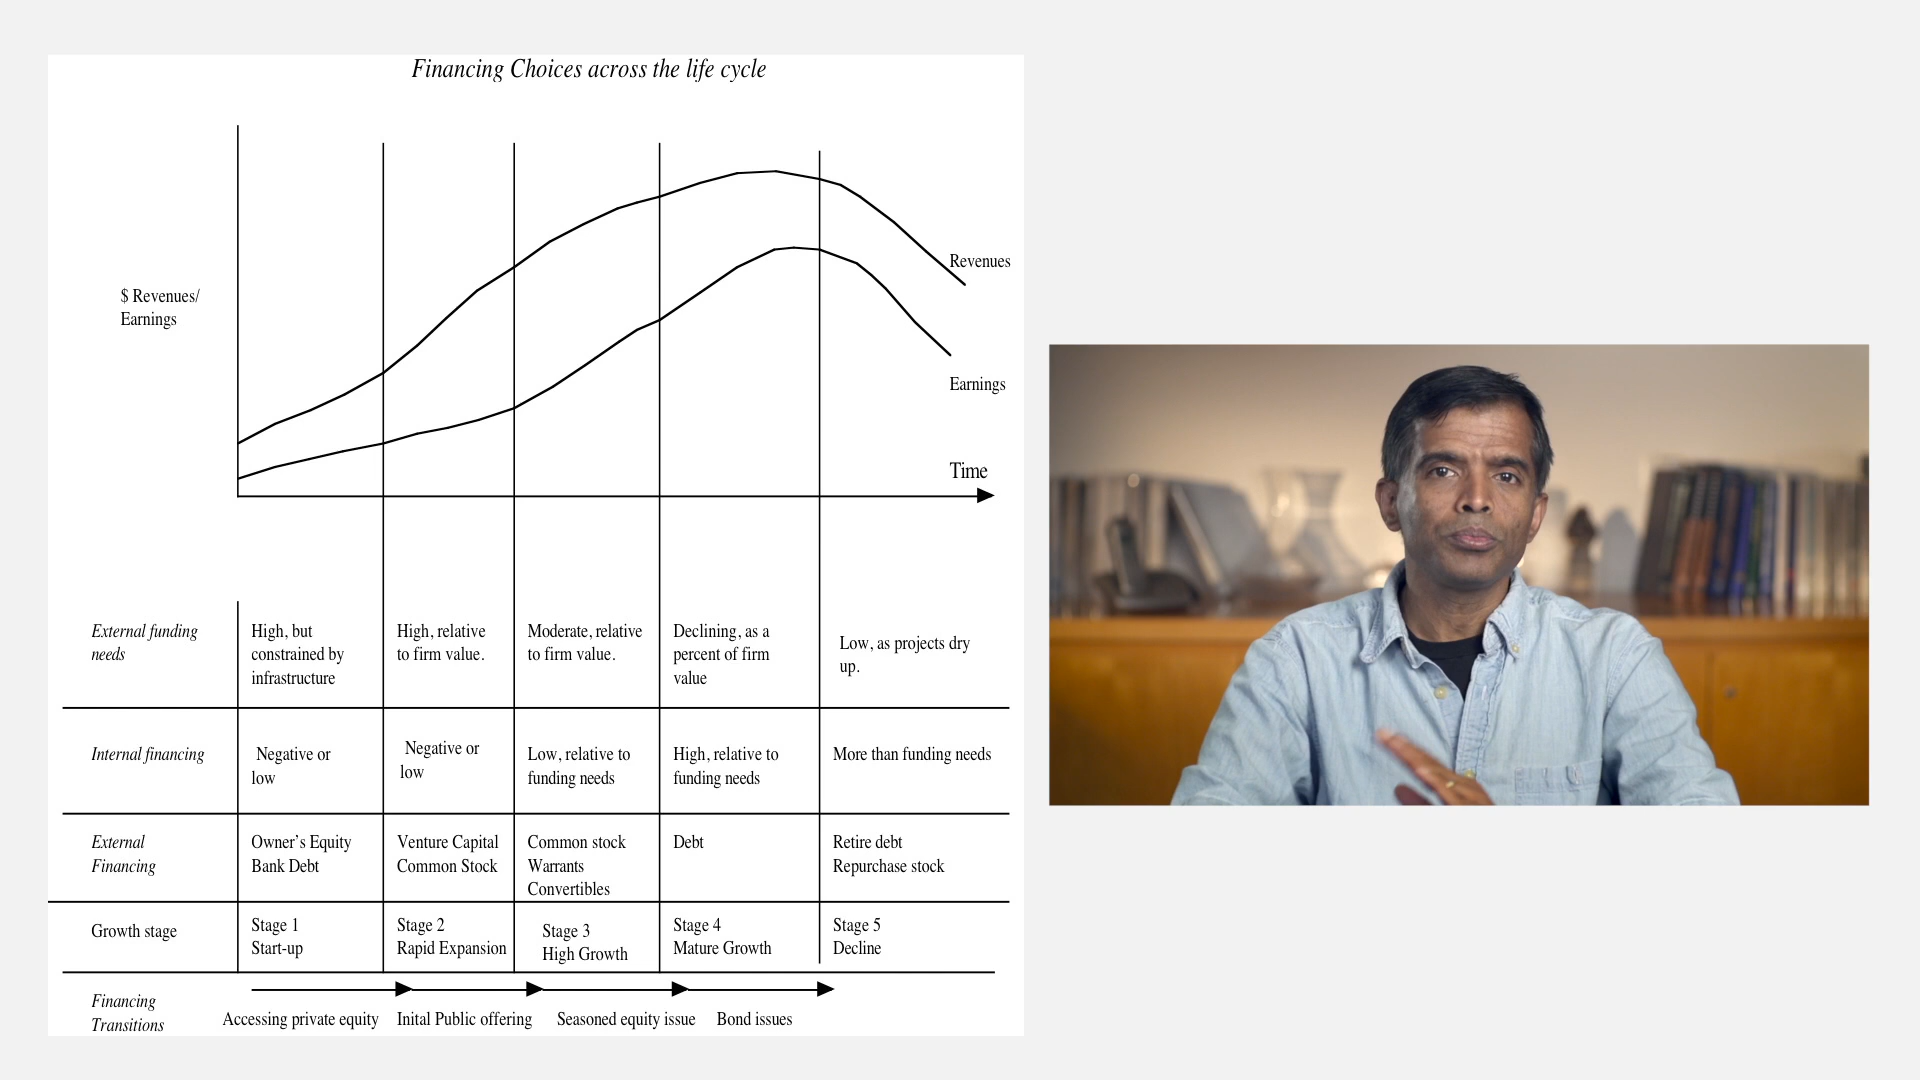 Financing Choices across the life cycle
$ Revenues/
Earnings
Revenues
Earnings
Time
External funding
needs
High, but
constrained by
infrastructure
High, relative
to firm value.
Moderate, relative
to firm value.
Declining, as a
percent of firm
value
Low, as projects dry
up.
Internal financing
Negative or
low
Negative or
low
Low, relative to
funding needs
High, relative to
funding needs
More than funding needs
External
Financing
Owner’s Equity
Bank Debt
Venture Capital
Common Stock
Common stock
Warrants
Convertibles
Debt
Retire debt
Repurchase stock
Growth stage
Stage 1
Start-up
Stage 2
Rapid Expansion
Stage 3
High Growth
Stage 4
Mature Growth
Stage 5
Decline
Financing
Transitions
Accessing private equity
Inital Public offering
Seasoned equity issue
Bond issues